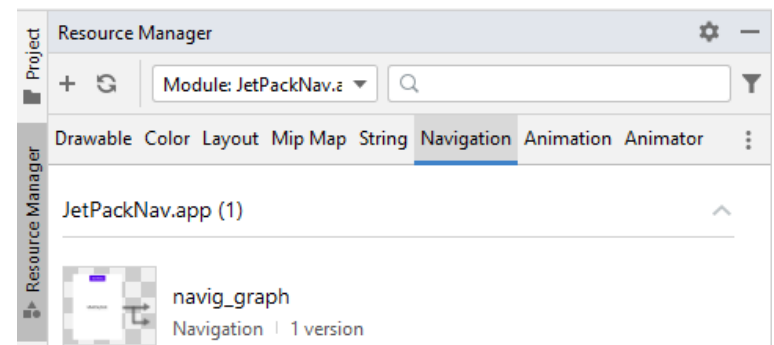 Project
Resource Manager
Resource Manager
Module: JetPackNav.a
Drawable Color Layout Mip Map String Navigation Animation Animator
JetPackNav.app (1)
navig_graph
Navigation | 1 version